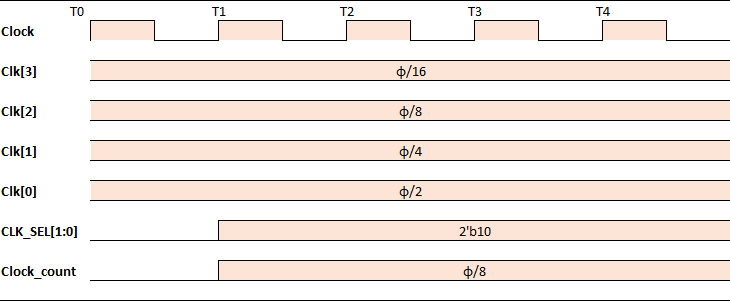 T0 T1 T2 T3 T4
Clock
Clk[3] ϕ/16
Clk[2] ϕ/8
Clk[1] ϕ/4
Clk[0] ϕ/2
CLK_SEL[1:0] 2'b10
Clock_count ϕ/8